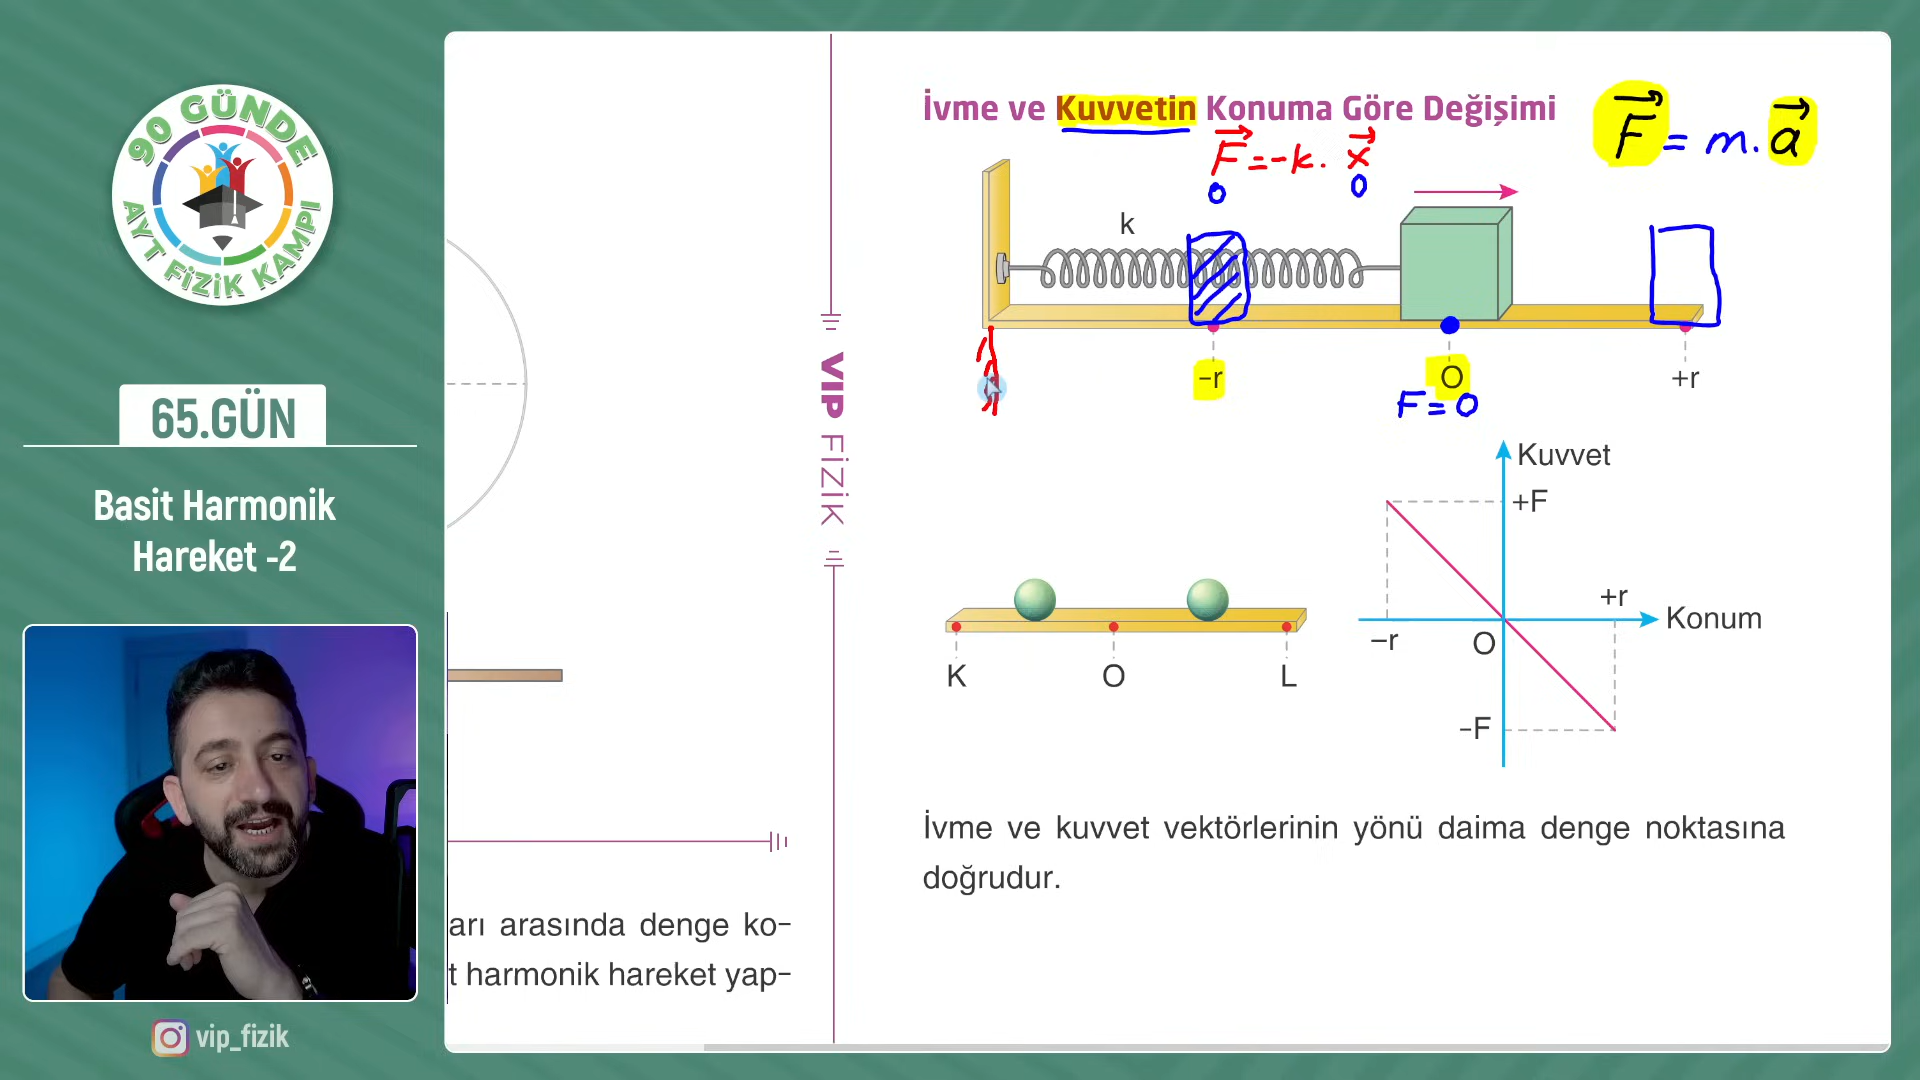 90 GÜNDE
AYT FİZİK KAMPI
65.GÜN
Basit Harmonik
Hareket -2
vip_fizik
arı arasında denge ko-
t harmonik hareket yap-
VIP FİZİK
İvme ve Kuvvetin Konuma Göre Değişimi
F = -k. x
0 0
F = m. a
k
-r O +r
F = 0
K O L
Kuvvet
+F
+r
Konum
-r O
-F
İvme ve kuvvet vektörlerinin yönü daima denge noktasına
doğrudur.